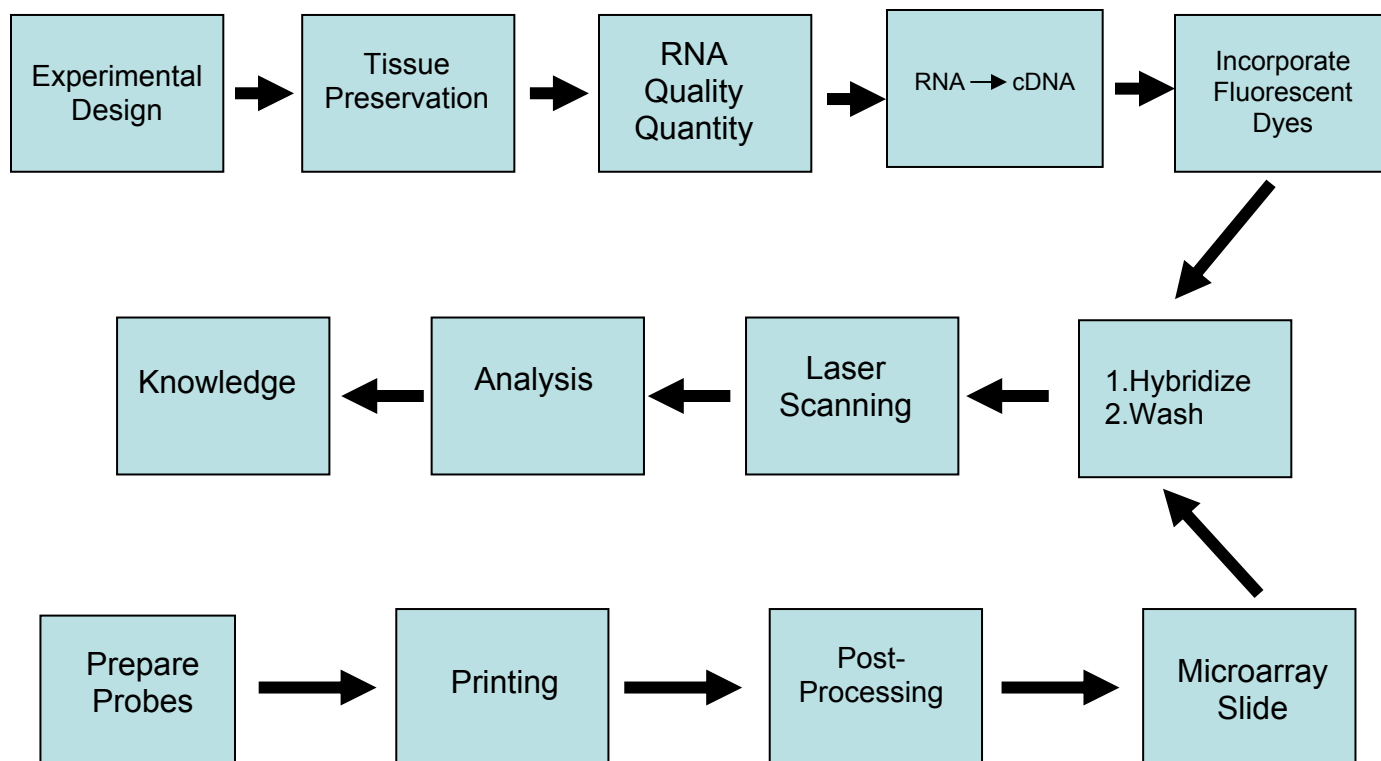 Experimental
Design
Tissue
Preservation
RNA
Quality
Quantity
RNA → cDNA
Incorporate
Fluorescent
Dyes
Knowledge
Analysis
Laser
Scanning
1.Hybridize
2.Wash
Prepare
Probes
Printing
Post-
Processing
Microarray
Slide